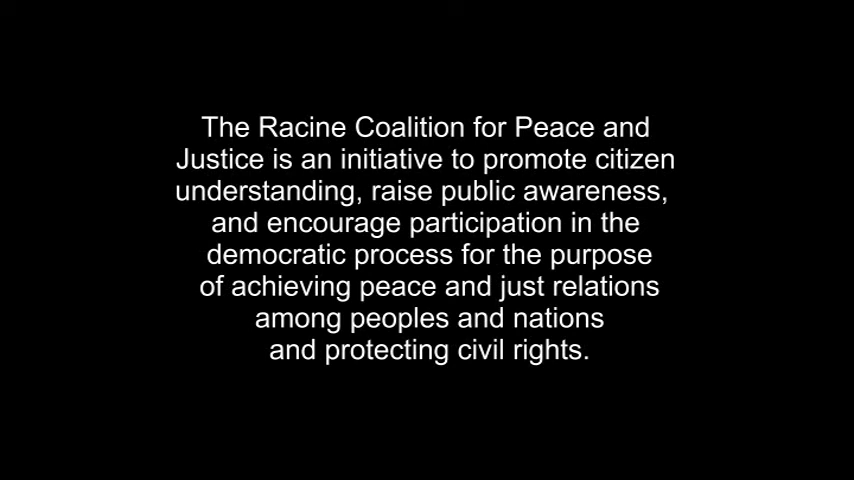 The Racine Coalition for Peace and
Justice is an initiative to promote citizen
understanding, raise public awareness,
and encourage participation in the
democratic process for the purpose
of achieving peace and just relations
among peoples and nations
and protecting civil rights.